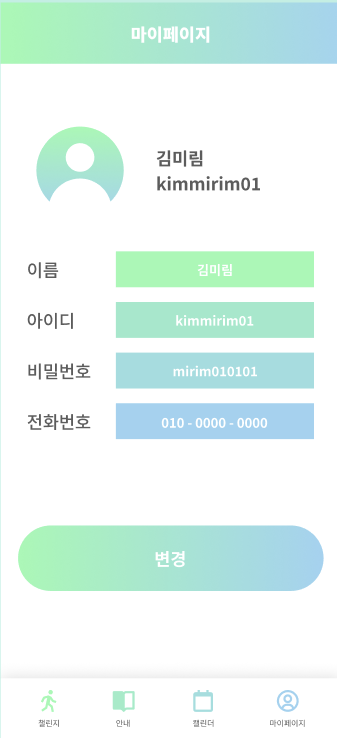 마이페이지
김미림
kimmirim01
이름 김미림
아이디 kimmirim01
비밀번호 mirim010101
전화번호 010 - 0000 - 0000
변경
챌린지 안내 캘린더 마이페이지